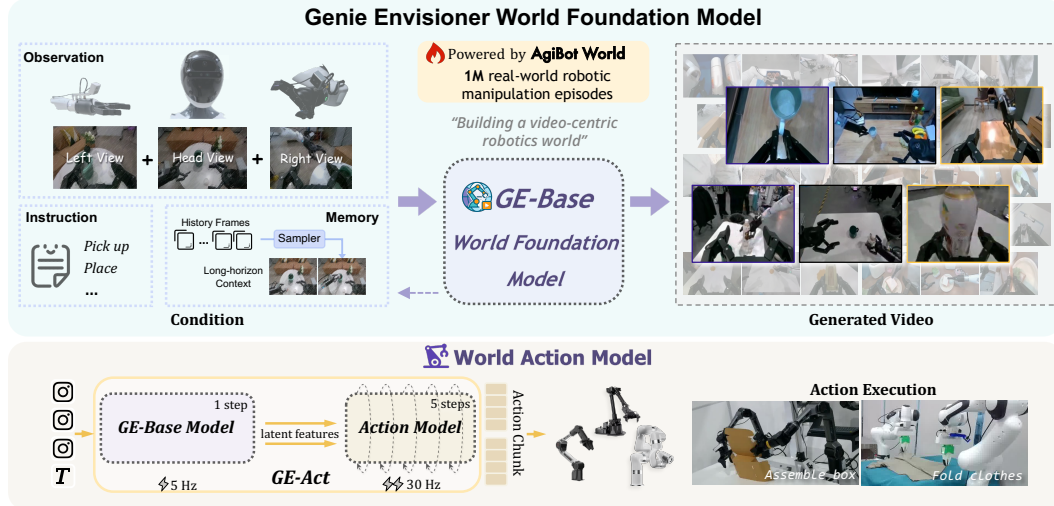 Genie Envisioner World Foundation Model
Observation
Left View + Head View + Right View
Instruction
Pick up
Place
...
Memory
History Frames
...
Sampler
Long-horizon
Context
Condition
Powered by AgiBot World
1M real-world robotic
manipulation episodes
“Building a video-centric
robotics world”
GE-Base
World Foundation
Model
Generated Video
World Action Model
T
GE-Base Model
1 step
5 Hz
latent features
GE-Act
Action Model
5 steps
30 Hz
Action Chunk
Action Execution
Assemble box
Fold clothes